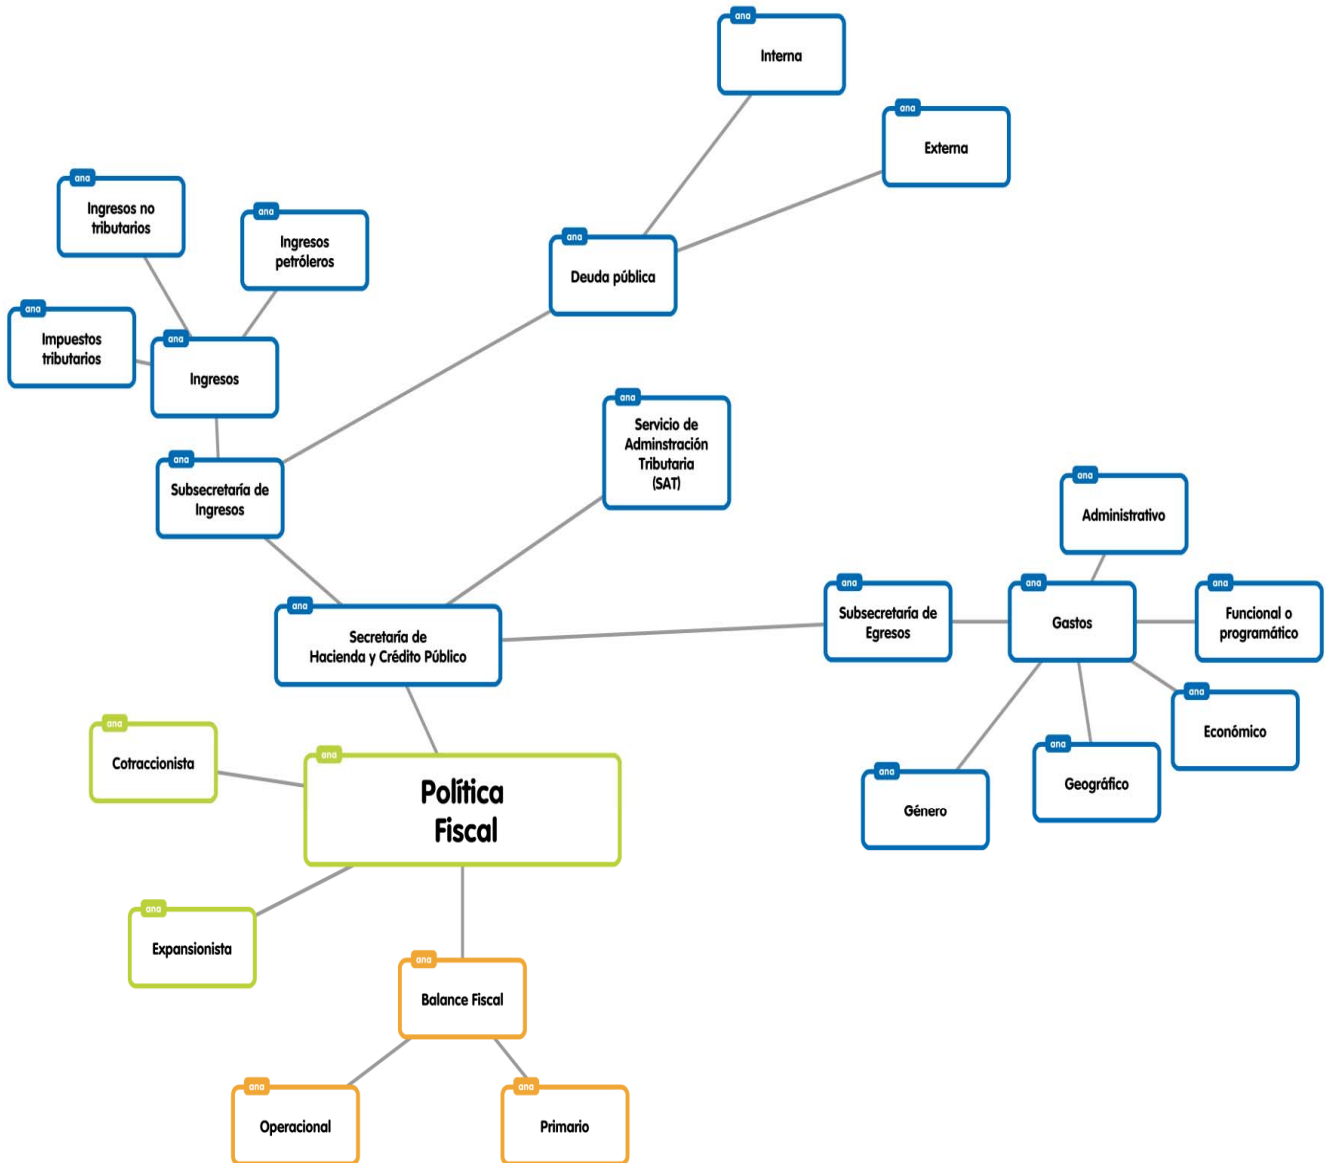 ana
Interna
ana
Externa
ana
Ingresos no
tributarios
ana
Ingresos
petróleros
ana
Deuda pública
ana
Impuestos
tributarios
ana
Ingresos
ana
Servicio de
Adminstración
Tributaria
(SAT)
ana
Subsecretaría de
Ingresos
ana
Administrativo
ana
Secretaría de
Hacienda y Crédito Público
ana
Subsecretaría de
Egresos
ana
Gastos
ana
Funcional o
programático
ana
Económico
ana
Geográfico
ana
Género
ana
Cotraccionista
ana
Política
Fiscal
ana
Expansionista
ana
Balance Fiscal
ana
Operacional
ana
Primario